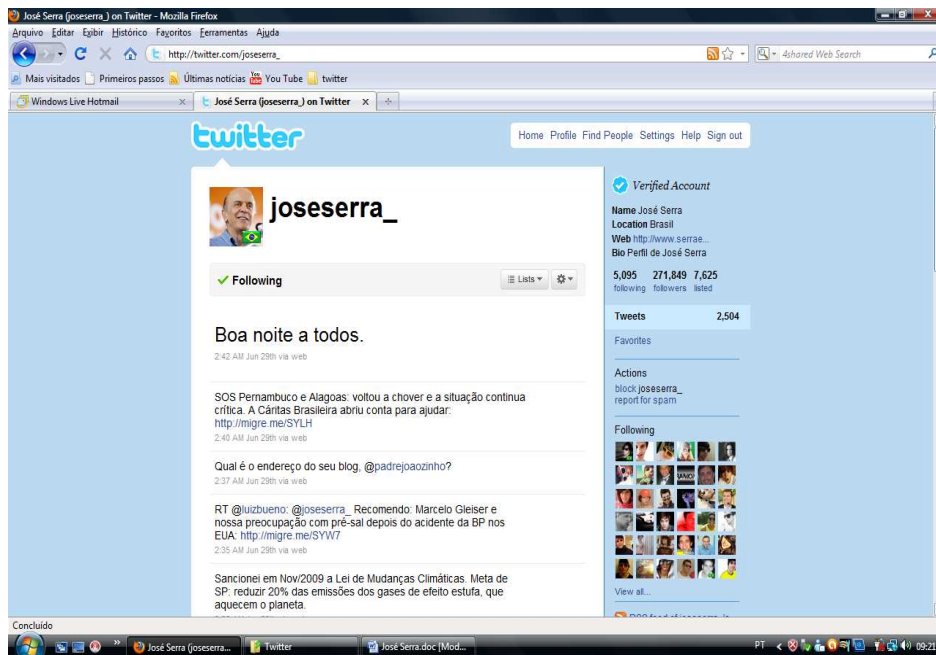 José Serra (joseserra_) on Twitter - Mozilla Firefox
Arquivo Editar Exibir Histórico Favoritos Ferramentas Ajuda
http://twitter.com/joseserra_
4shared Web Search
Mais visitados Primeiros passos Últimas notícias You Tube twitter
Windows Live Hotmail
José Serra (joseserra_) on Twitter
twitter
Home Profile Find People Settings Help Sign out
joseserra_
Following
Lists
Boa noite a todos.
2:42 AM Jun 29th via web
SOS Pernambuco e Alagoas: voltou a chover e a situação continua
crítica. A Cáritas Brasileira abriu conta para ajudar:
http://migre.me/SYLH
2:40 AM Jun 29th via web
Qual é o endereço do seu blog, @padrejoaozinho?
2:37 AM Jun 29th via web
RT @luizbueno: @joseserra_ Recomendo: Marcelo Gleiser e
nossa preocupação com pré-sal depois do acidente da BP nos
EUA: http://migre.me/SYW7
2:35 AM Jun 29th via web
Sancionei em Nov/2009 a Lei de Mudanças Climáticas. Meta de
SP: reduzir 20% das emissões dos gases de efeito estufa, que
aquecem o planeta.
Verified Account
Name José Serra
Location Brasil
Web http://www.serrae...
Bio Perfil de José Serra
5,095 271,849 7,625
following followers listed
Tweets 2,504
Favorites
Actions
block joseserra_
report for spam
Following
View all...
Concluído
José Serra (joseserra...
Twitter
José Serra.doc [Mod...
PT
09:21